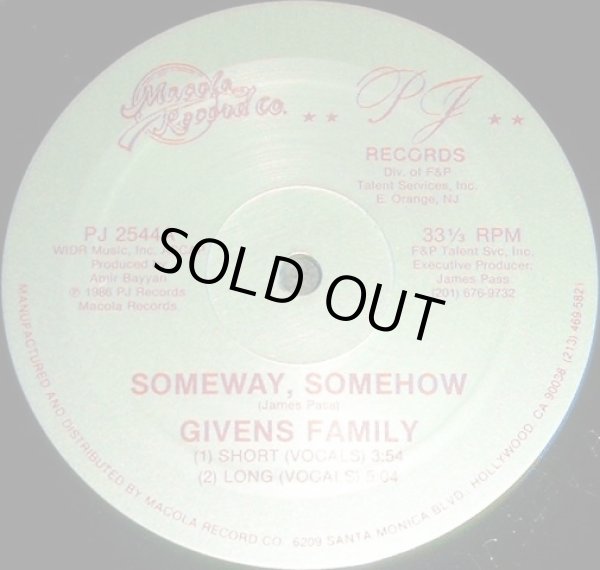 Macola
Record Co.
★ ★ PJ ★ ★
RECORDS
Div. of F&P
Talent Services, Inc.
E. Orange, NJ
PJ 2544
WIDR Music, Inc.
Produced
Amir Bayyan
℗ 1986 PJ Records
Macola Records
33⅓ RPM
F&P Talent Svc, Inc.
Executive Producer,
James Pass
(201) 676-9732
SOLD OUT
SOMEWAY, SOMEHOW
(James Pass)
GIVENS FAMILY
(1) SHORT (VOCALS) 3:54
(2) LONG (VOCALS) 5:04
MANUFACTURED AND DISTRIBUTED BY MACOLA RECORD CO. 6209 SANTA MONICA BLVD., HOLLYWOOD, CA 90038 (213) 469-5821